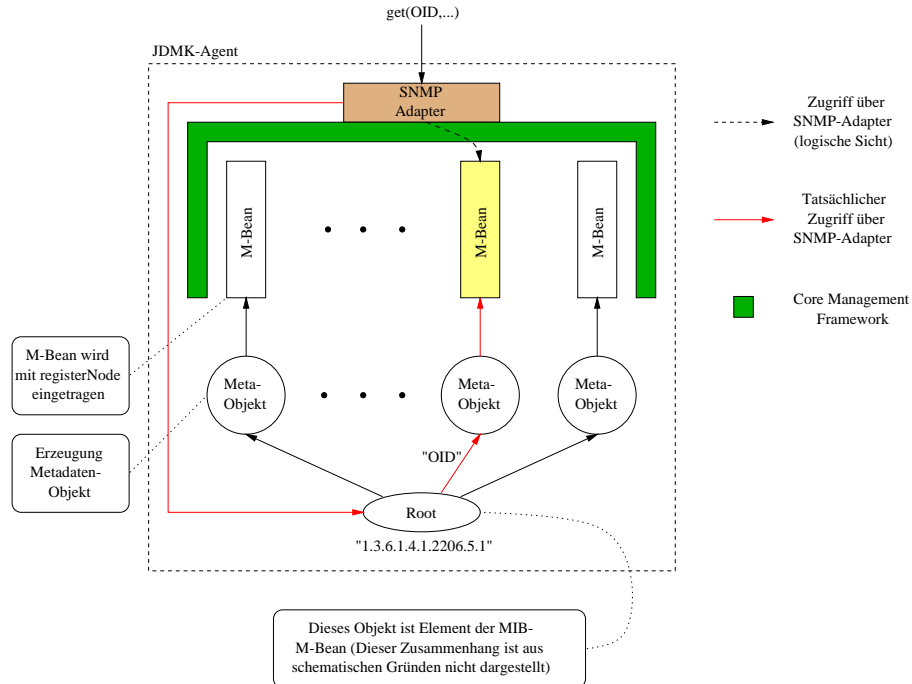 get(OID,...)
JDMK-Agent
SNMP
Adapter
Zugriff über
SNMP-Adapter
(logische Sicht)
M-Bean
M-Bean
M-Bean
Tatsächlicher
Zugriff über
SNMP-Adapter
Core Management
Framework
M-Bean wird
mit registerNode
eingetragen
Meta-
Objekt
Meta-
Objekt
Meta-
Objekt
Erzeugung
Metadaten-
Objekt
"OID"
Root
"1.3.6.1.4.1.2206.5.1"
Dieses Objekt ist Element der MIB-
M-Bean (Dieser Zusammenhang ist aus
schematischen Gründen nicht dargestellt)